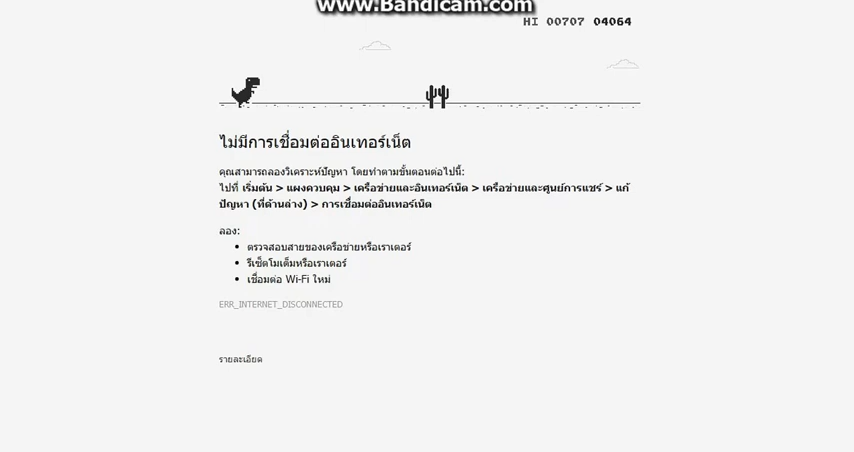 www.Bandicam.com
HI 00707 04064
ไม่มีการเชื่อมต่ออินเทอร์เน็ต
คุณสามารถลองวิเคราะห์ปัญหา โดยทำตามขั้นตอนต่อไปนี้:
ไปที่ เริ่มต้น > แผงควบคุม > เครือข่ายและอินเทอร์เน็ต > เครือข่ายและศูนย์การแชร์ > แก้
ปัญหา (ที่ด้านล่าง) > การเชื่อมต่ออินเทอร์เน็ต
ลอง:
• ตรวจสอบสายของเครือข่ายหรือเราเตอร์
• รีเซ็ตโมเด็มหรือเราเตอร์
• เชื่อมต่อ Wi-Fi ใหม่
ERR_INTERNET_DISCONNECTED
รายละเอียด